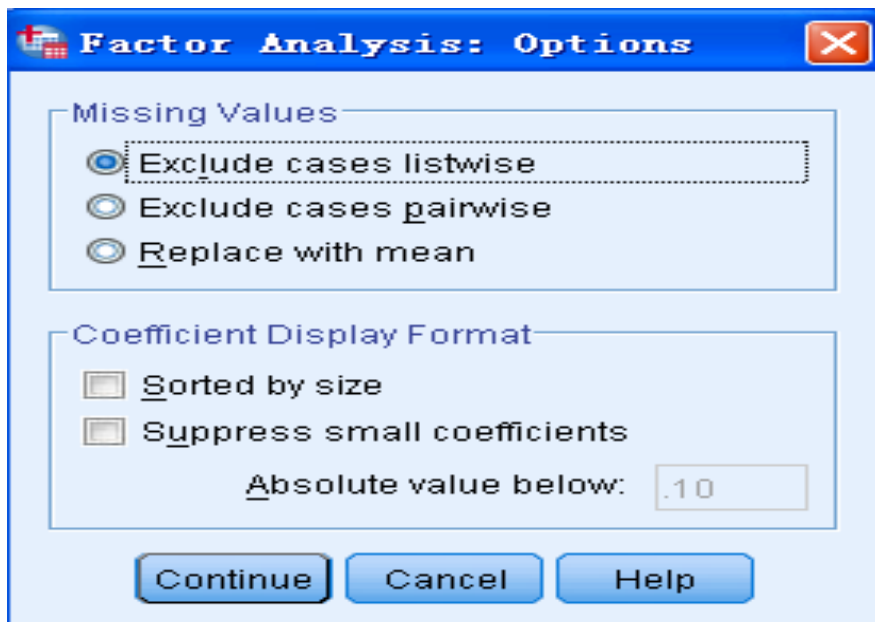 Factor Analysis: Options
Missing Values
Exclude cases listwise
Exclude cases pairwise
Replace with mean
Coefficient Display Format
Sorted by size
Suppress small coefficients
Absolute value below: .10
Continue Cancel Help